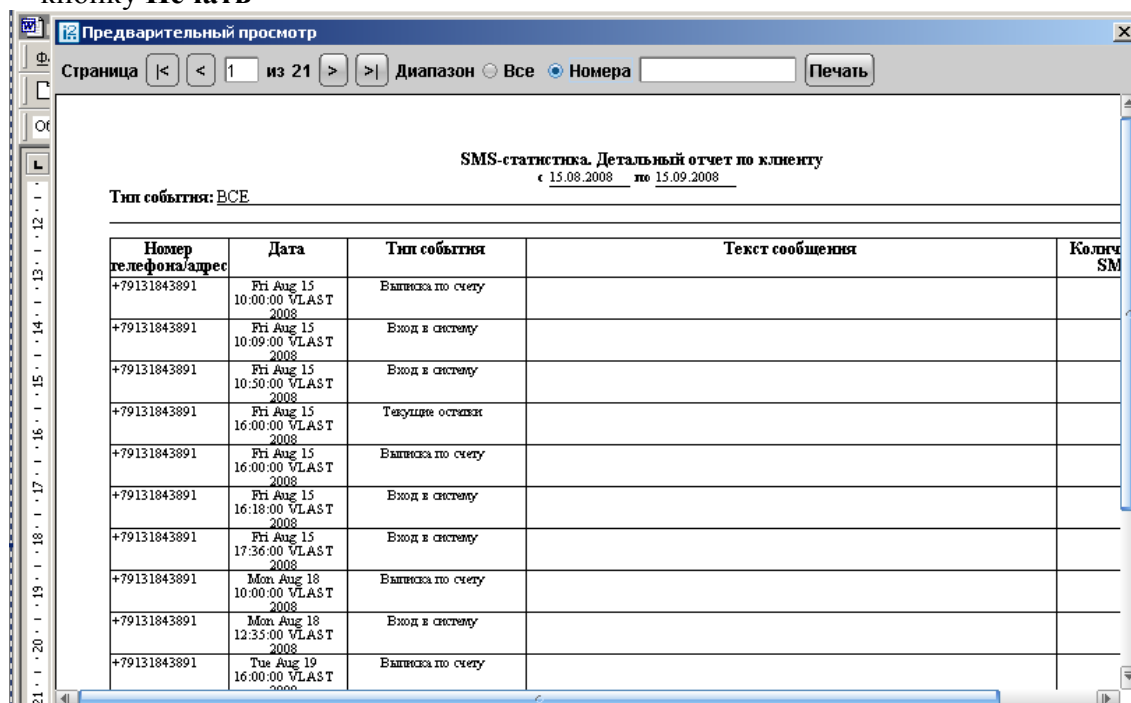 кнопку Печать
Предварительный просмотр
Страница |< < 1 из 21 > >| Диапазон Все Номера Печать
SMS-статистика. Детальный отчет по клиенту
с 15.08.2008 по 15.09.2008
Тип события: ВСЕ
Номер телефона/адрес Дата Тип события Текст сообщения
+79131843891 Fri Aug 15 Выписка по счету
10:00:00 VLAST
2008
+79131843891 Fri Aug 15 Вход в систему
10:09:00 VLAST
2008
+79131843891 Fri Aug 15 Вход в систему
10:50:00 VLAST
2008
+79131843891 Fri Aug 15 Текущие остатки
16:00:00 VLAST
2008
+79131843891 Fri Aug 15 Выписка по счету
16:00:00 VLAST
2008
+79131843891 Fri Aug 15 Вход в систему
16:18:00 VLAST
2008
+79131843891 Fri Aug 15 Вход в систему
17:36:00 VLAST
2008
+79131843891 Mon Aug 18 Выписка по счету
10:00:00 VLAST
2008
+79131843891 Mon Aug 18 Вход в систему
12:35:00 VLAST
2008
+79131843891 Tue Aug 19 Выписка по счету
16:00:00 VLAST